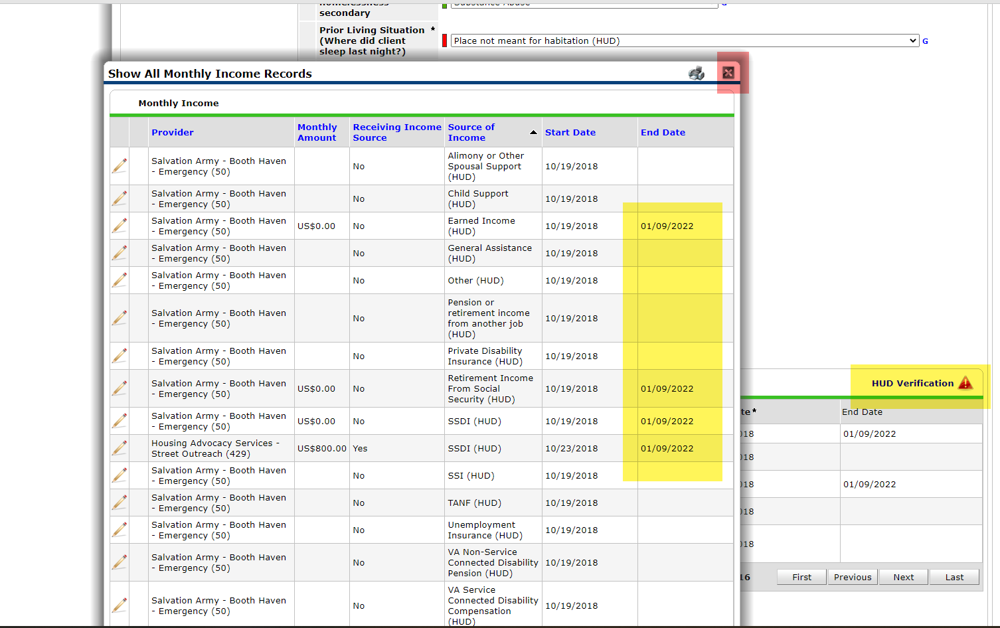 homelessness
secondary
Substance Abuse
G
Prior Living Situation *
(Where did client
sleep last night?)
Place not meant for habitation (HUD)
G
Show All Monthly Income Records
Monthly Income
Provider
Monthly
Amount
Receiving Income
Source
Source of
Income
Start Date
End Date
Salvation Army - Booth Haven
- Emergency (50)
No
Alimony or Other
Spousal Support
(HUD)
10/19/2018
Salvation Army - Booth Haven
- Emergency (50)
No
Child Support
(HUD)
10/19/2018
Salvation Army - Booth Haven
- Emergency (50)
US$0.00
No
Earned Income
(HUD)
10/19/2018
01/09/2022
Salvation Army - Booth Haven
- Emergency (50)
No
General Assistance
(HUD)
10/19/2018
Salvation Army - Booth Haven
- Emergency (50)
No
Other (HUD)
10/19/2018
Salvation Army - Booth Haven
- Emergency (50)
No
Pension or
retirement income
from another job
(HUD)
10/19/2018
Salvation Army - Booth Haven
- Emergency (50)
No
Private Disability
Insurance (HUD)
10/19/2018
Salvation Army - Booth Haven
- Emergency (50)
US$0.00
No
Retirement Income
From Social
Security (HUD)
10/19/2018
01/09/2022
Salvation Army - Booth Haven
- Emergency (50)
US$0.00
No
SSDI (HUD)
10/19/2018
01/09/2022
Housing Advocacy Services -
Street Outreach (429)
US$800.00
Yes
SSDI (HUD)
10/23/2018
01/09/2022
Salvation Army - Booth Haven
- Emergency (50)
No
SSI (HUD)
10/19/2018
Salvation Army - Booth Haven
- Emergency (50)
No
TANF (HUD)
10/19/2018
Salvation Army - Booth Haven
- Emergency (50)
No
Unemployment
Insurance (HUD)
10/19/2018
Salvation Army - Booth Haven
- Emergency (50)
No
VA Non-Service
Connected Disability
Pension (HUD)
10/19/2018
Salvation Army - Booth Haven
- Emergency (50)
No
VA Service
Connected Disability
Compensation
(HUD)
10/19/2018
HUD Verification
te*
End Date
018
01/09/2022
018
018
01/09/2022
018
018
16
First
Previous
Next
Last